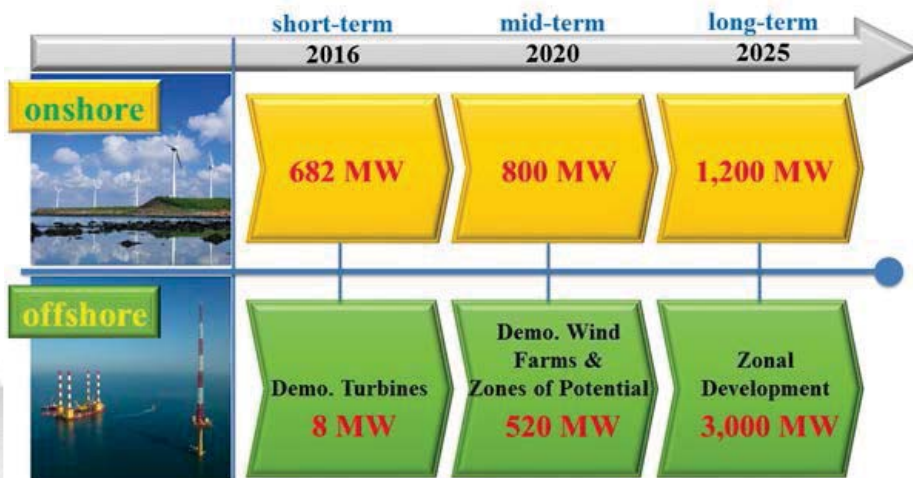 short-term mid-term long-term
2016 2020 2025
onshore
682 MW 800 MW 1,200 MW
offshore
Demo. Turbines
8 MW
Demo. Wind
Farms &
Zones of Potential
520 MW
Zonal
Development
3,000 MW